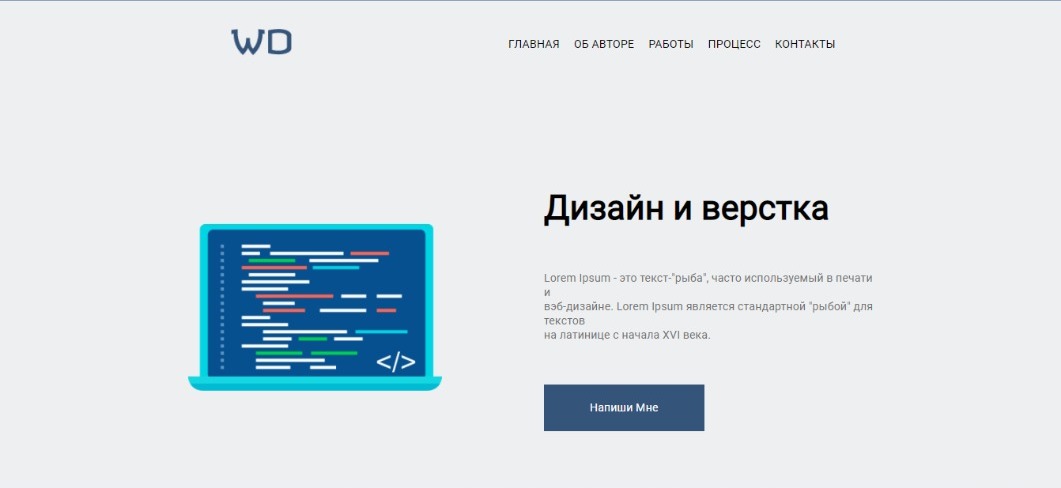 WD
ГЛАВНАЯ ОБ АВТОРЕ РАБОТЫ ПРОЦЕСС КОНТАКТЫ
Дизайн и верстка
Lorem Ipsum - это текст-"рыба", часто используемый в печати
и
вэб-дизайне. Lorem Ipsum является стандартной "рыбой" для
текстов
на латинице с начала XVI века.
</>
Напиши Мне